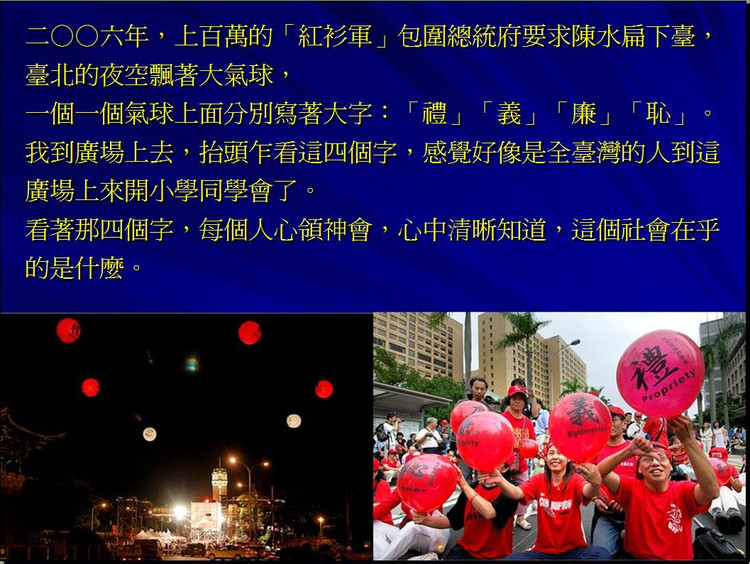 二〇〇六年，上百萬的「紅衫軍」包圍總統府要求陳水扁下臺，
臺北的夜空飄著大氣球，
一個一個氣球上面分別寫著大字：「禮」「義」「廉」「恥」。
我到廣場上去，抬頭乍看這四個字，感覺好像是全臺灣的人到這
廣場上來開小學同學會了。
看著那四個字，每個人心領神會，心中清晰知道，這個社會在乎
的是什麼。
禮
Propriety
義